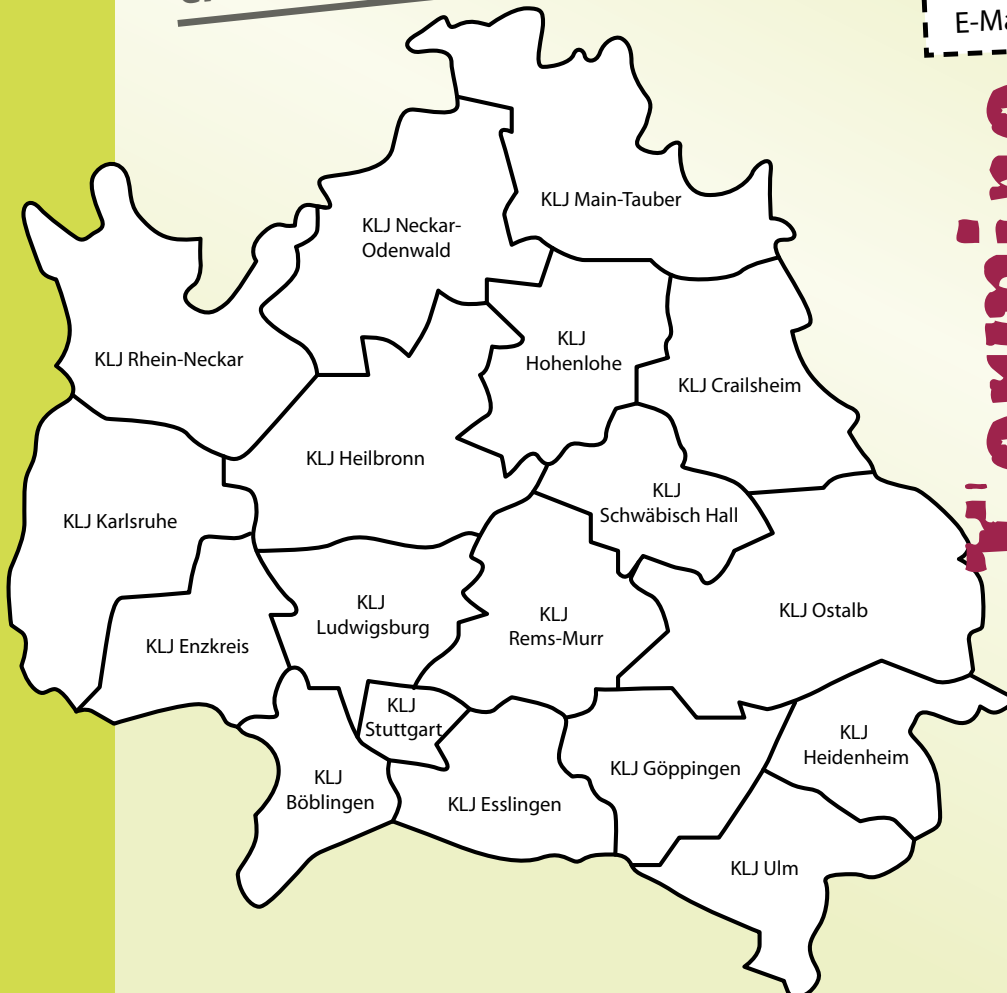 E-Ma
KLJ Main-Tauber
KLJ Neckar-
Odenwald
KLJ
Hohenlohe
KLJ Rhein-Neckar
KLJ Crailsheim
KLJ Heilbronn
KLJ
Schwäbisch Hall
KLJ Karlsruhe
KLJ
Ludwigsburg
KLJ
Rems-Murr
KLJ Ostalb
KLJ Enzkreis
KLJ
Stuttgart
KLJ
Heidenheim
KLJ Göppingen
KLJ
Böblingen
KLJ Esslingen
KLJ Ulm